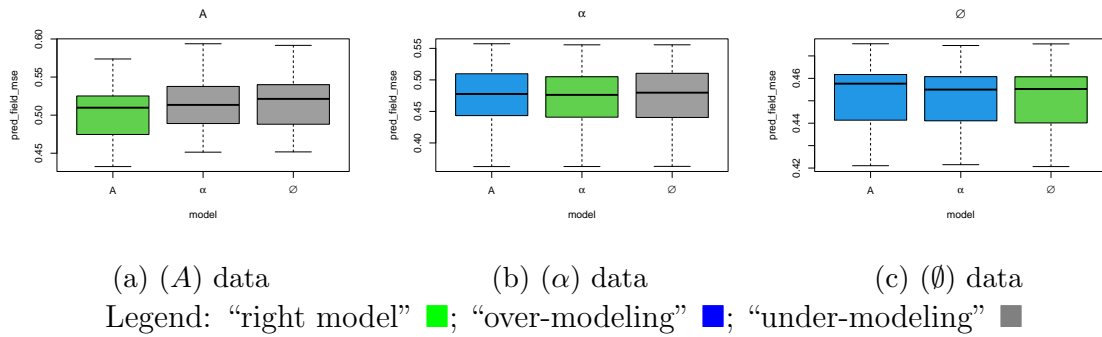 A
α
∅
pred_field_mse
0.45 0.50 0.55 0.60
A α ∅
model
pred_field_mse
0.40 0.45 0.50 0.55
A α ∅
model
pred_field_mse
0.42 0.44 0.46
A α ∅
model
(a) (A) data
(b) (α) data
(c) (∅) data
Legend: “right model” ; “over-modeling” ; “under-modeling”